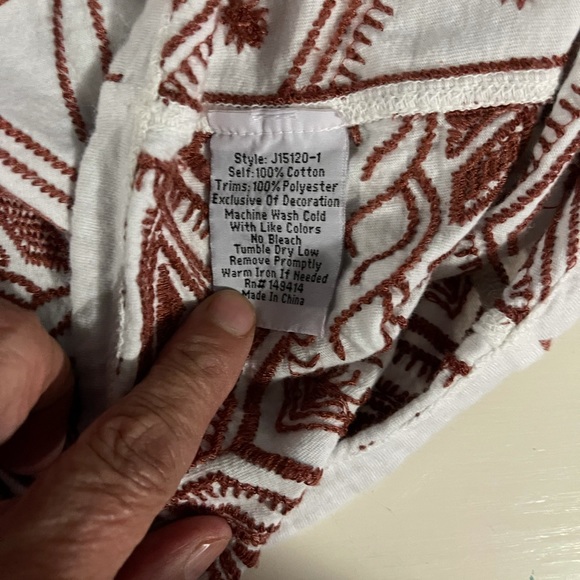 Style: J15120-1
Self: 100% Cotton
Trims: 100% Polyester
Exclusive Of Decoration
Machine Wash Cold
With Like Colors
No Bleach
Tumble Dry Low
Remove Promptly
Warm Iron If Needed
Rn# 149414
Made In China